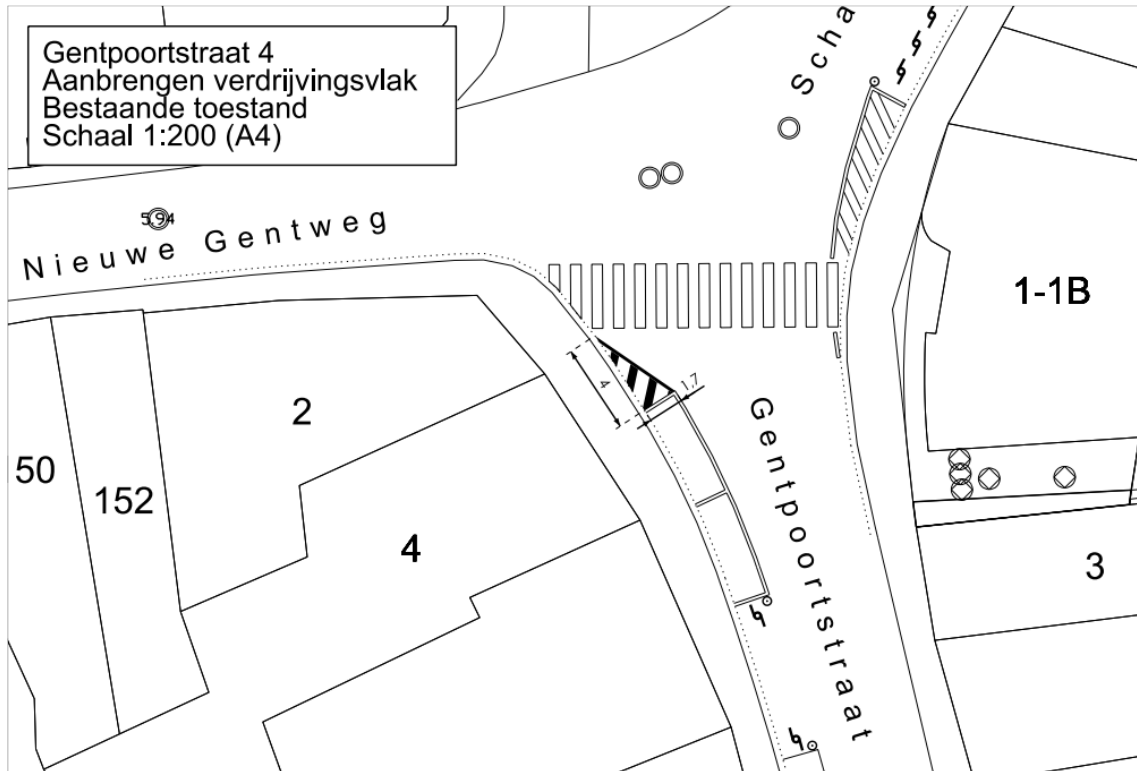 Gentpoortstraat 4
Aanbrengen verdrijvingsvlak
Bestaande toestand
Schaal 1:200 (A4)
Scha
5.94
Nieuwe Gentweg
1-1B
4
1,7
2
50
152
Gentpoortstraat
4
3